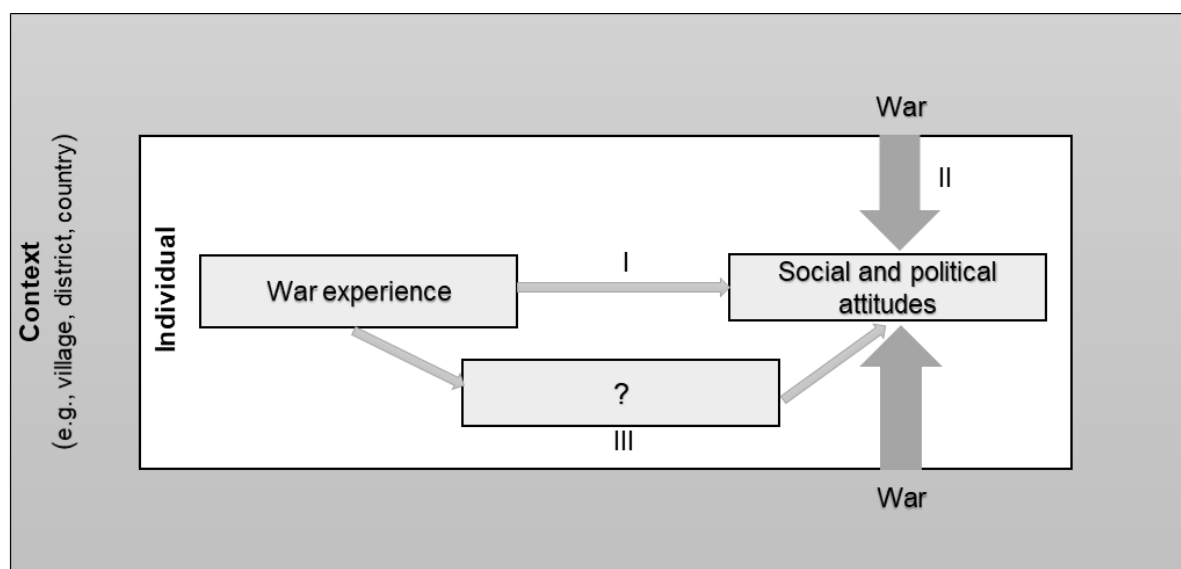 Context
(e.g., village, district, country)
Individual
War
II
War experience
I
Social and political
attitudes
?
III
War